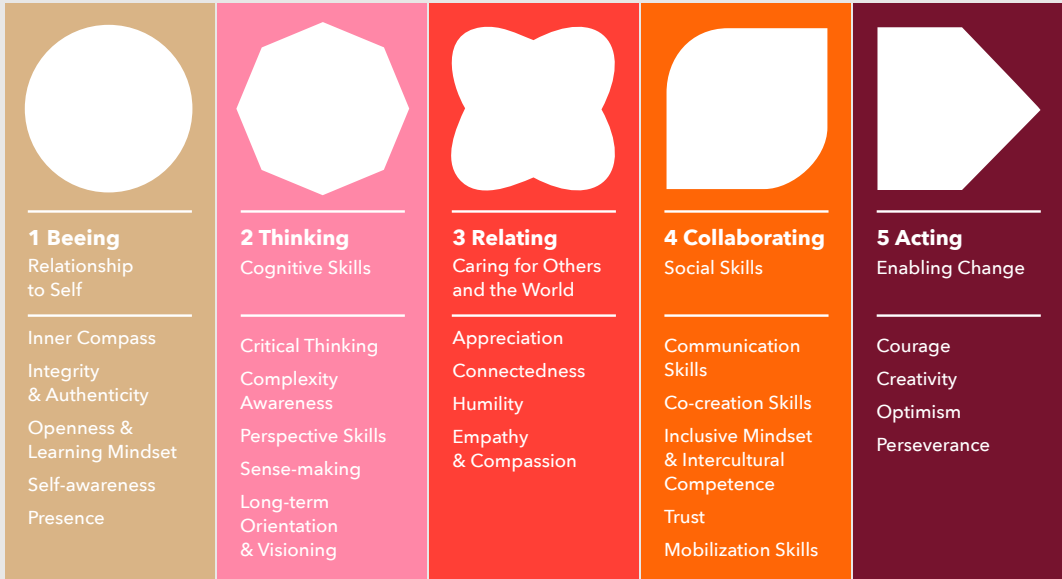 1 Beeing
Relationship
to Self
Inner Compass
Integrity
& Authenticity
Openness &
Learning Mindset
Self-awareness
Presence
2 Thinking
Cognitive Skills
Critical Thinking
Complexity
Awareness
Perspective Skills
Sense-making
Long-term
Orientation
& Visioning
3 Relating
Caring for Others
and the World
Appreciation
Connectedness
Humility
Empathy
& Compassion
4 Collaborating
Social Skills
Communication
Skills
Co-creation Skills
Inclusive Mindset
& Intercultural
Competence
Trust
Mobilization Skills
5 Acting
Enabling Change
Courage
Creativity
Optimism
Perseverance